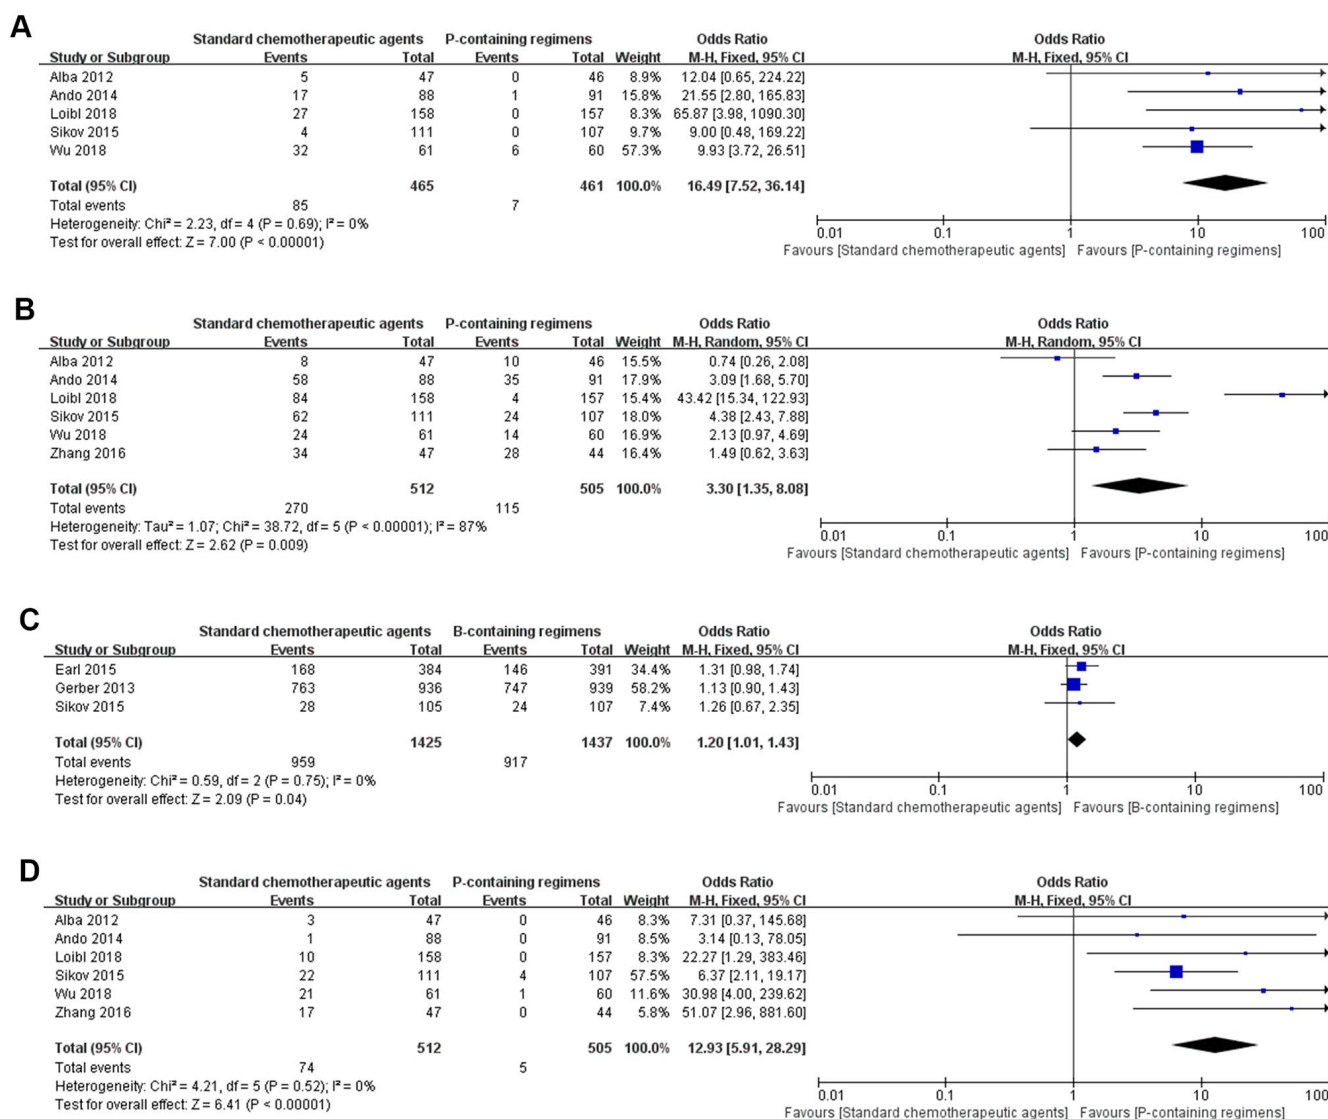 A
Standard chemotherapeutic agents P-containing regimens Odds Ratio Odds Ratio
Study or Subgroup Events Total Events Total Weight M-H, Fixed, 95% CI M-H, Fixed, 95% CI
Alba 2012 5 47 0 46 8.9% 12.04 [0.65, 224.22]
Ando 2014 17 88 1 91 15.8% 21.55 [2.80, 165.83]
Loibl 2018 27 158 0 157 8.3% 65.87 [3.98, 1090.30]
Sikov 2015 4 111 0 107 9.7% 9.00 [0.48, 169.22]
Wu 2018 32 61 6 60 57.3% 9.93 [3.72, 26.51]
Total (95% CI) 465 461 100.0% 16.49 [7.52, 36.14]
Total events 85 7
Heterogeneity: Chi² = 2.23, df = 4 (P = 0.69); I² = 0%
Test for overall effect: Z = 7.00 (P < 0.00001)
0.01 0.1 1 10 100
Favours [Standard chemotherapeutic agents] Favours [P-containing regimens]
B
Standard chemotherapeutic agents P-containing regimens Odds Ratio Odds Ratio
Study or Subgroup Events Total Events Total Weight M-H, Random, 95% CI M-H, Random, 95% CI
Alba 2012 8 47 10 46 15.5% 0.74 [0.26, 2.08]
Ando 2014 58 88 35 91 17.9% 3.09 [1.68, 5.70]
Loibl 2018 84 158 4 157 15.4% 43.42 [15.34, 122.93]
Sikov 2015 62 111 24 107 18.0% 4.38 [2.43, 7.88]
Wu 2018 24 61 14 60 16.9% 2.13 [0.97, 4.69]
Zhang 2016 34 47 28 44 16.4% 1.49 [0.62, 3.63]
Total (95% CI) 512 505 100.0% 3.30 [1.35, 8.08]
Total events 270 115
Heterogeneity: Tau² = 1.07; Chi² = 38.72, df = 5 (P < 0.00001); I² = 87%
Test for overall effect: Z = 2.62 (P = 0.009)
0.01 0.1 1 10 100
Favours [Standard chemotherapeutic agents] Favours [P-containing regimens]
C
Standard chemotherapeutic agents B-containing regimens Odds Ratio Odds Ratio
Study or Subgroup Events Total Events Total Weight M-H, Fixed, 95% CI M-H, Fixed, 95% CI
Earl 2015 168 384 146 391 34.4% 1.31 [0.98, 1.74]
Gerber 2013 763 936 747 939 58.2% 1.13 [0.90, 1.43]
Sikov 2015 28 105 24 107 7.4% 1.26 [0.67, 2.35]
Total (95% CI) 1425 1437 100.0% 1.20 [1.01, 1.43]
Total events 959 917
Heterogeneity: Chi² = 0.59, df = 2 (P = 0.75); I² = 0%
Test for overall effect: Z = 2.09 (P = 0.04)
0.01 0.1 1 10 100
Favours [Standard chemotherapeutic agents] Favours [B-containing regimens]
D
Standard chemotherapeutic agents P-containing regimens Odds Ratio Odds Ratio
Study or Subgroup Events Total Events Total Weight M-H, Fixed, 95% CI M-H, Fixed, 95% CI
Alba 2012 3 47 0 46 8.3% 7.31 [0.37, 145.68]
Ando 2014 1 88 0 91 8.5% 3.14 [0.13, 78.05]
Loibl 2018 10 158 0 157 8.3% 22.27 [1.29, 383.46]
Sikov 2015 22 111 4 107 57.5% 6.37 [2.11, 19.17]
Wu 2018 21 61 1 60 11.6% 30.98 [4.00, 239.62]
Zhang 2016 17 47 0 44 5.8% 51.07 [2.96, 881.60]
Total (95% CI) 512 505 100.0% 12.93 [5.91, 28.29]
Total events 74 5
Heterogeneity: Chi² = 4.21, df = 5 (P = 0.52); I² = 0%
Test for overall effect: Z = 6.41 (P < 0.00001)
0.01 0.1 1 10 100
Favours [Standard chemotherapeutic agents] Favours [P-containing regimens]